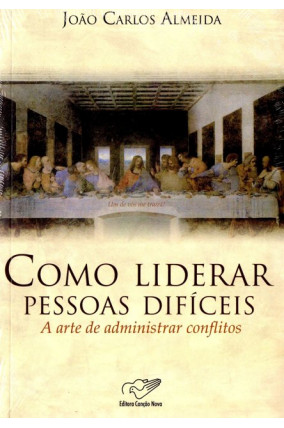 JOÃO CARLOS ALMEIDA
Um de vós me trairá!
COMO LIDERAR
PESSOAS DIFÍCEIS
A arte de administrar conflitos
Editora Canção Nova